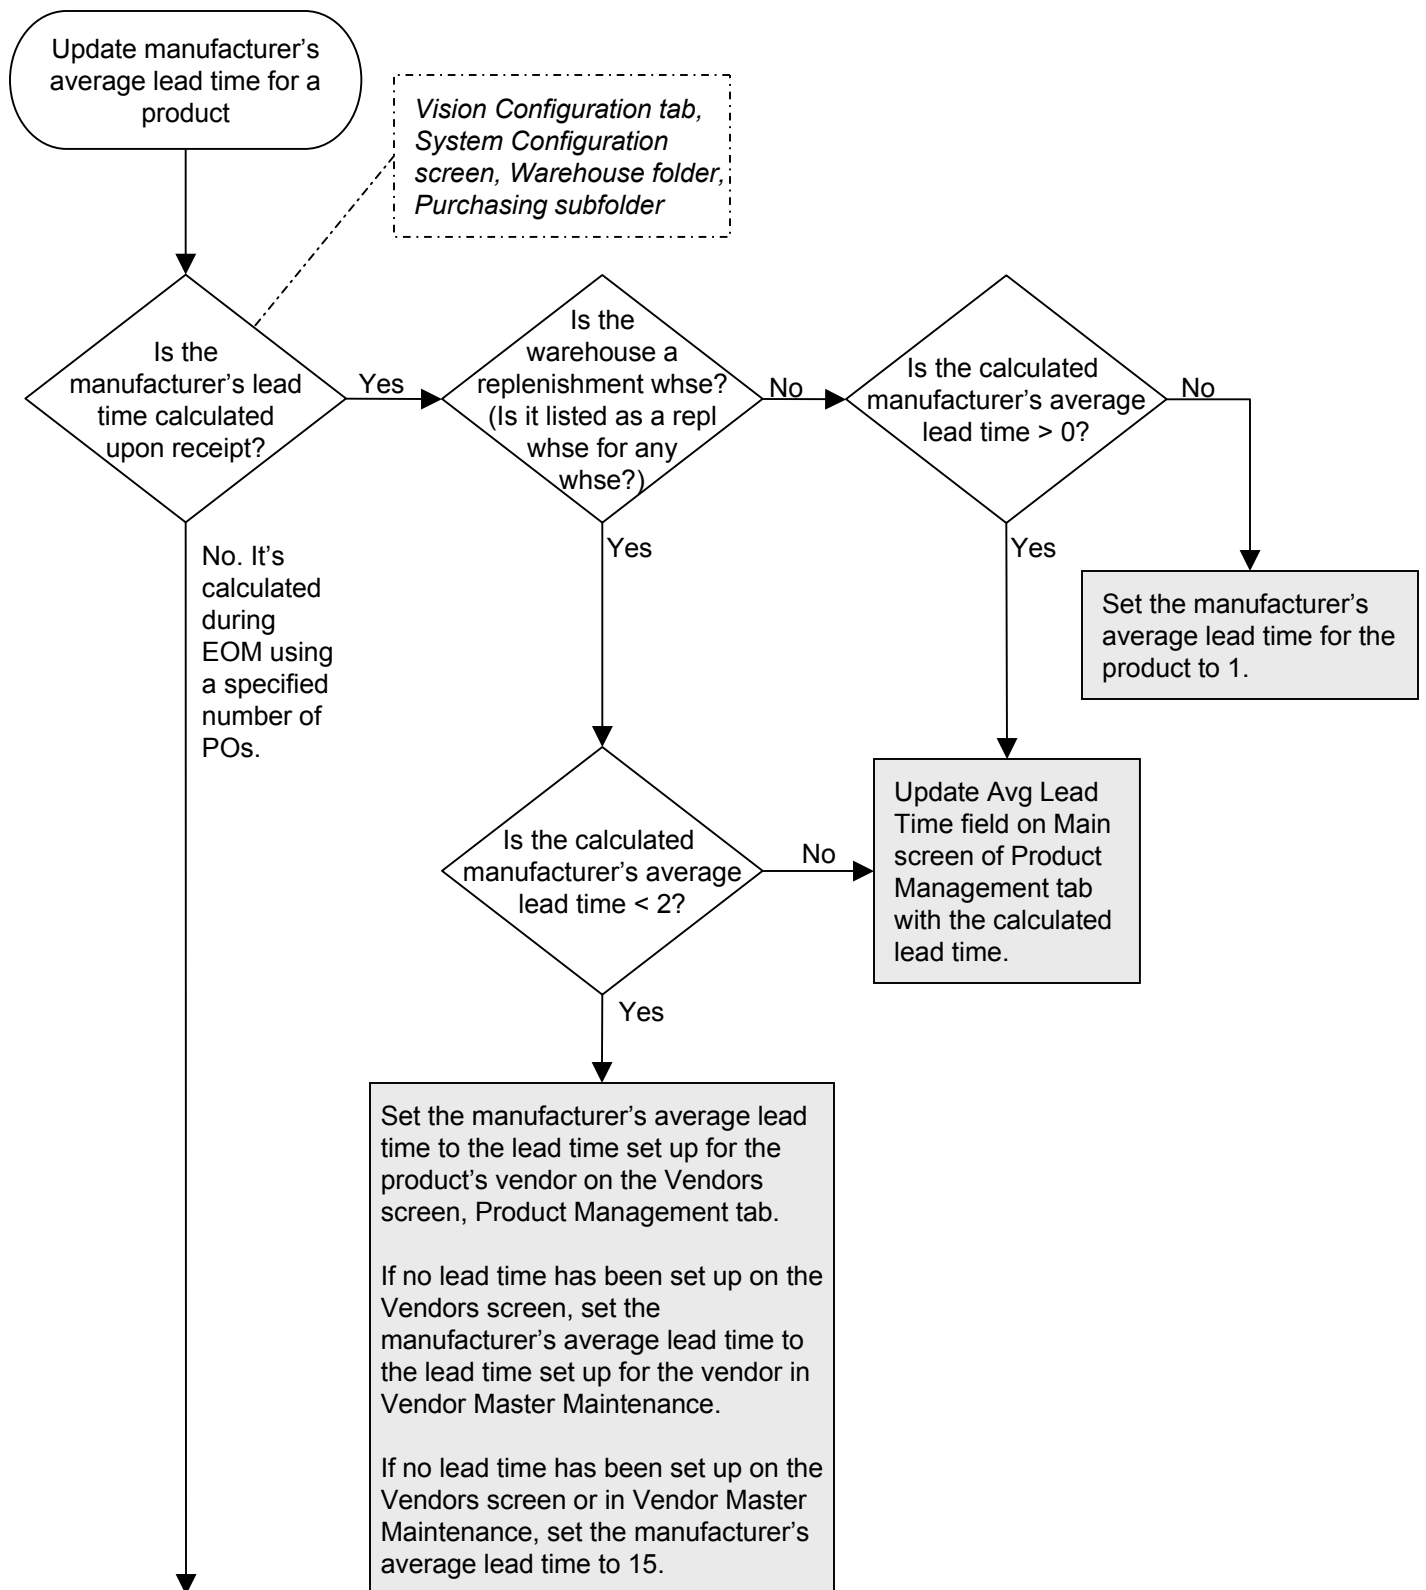 Update manufacturer's
average lead time for a
product
Vision Configuration tab,
System Configuration
screen, Warehouse folder,
Purchasing subfolder
Is the
manufacturer's lead
time calculated
upon receipt?
Yes
Is the
warehouse a
replenishment whse?
(Is it listed as a repl
whse for any
whse?)
No
Is the calculated
manufacturer's average
lead time > 0?
No
No. It's
calculated
during
EOM using
a specified
number of
POs.
Yes
Yes
Set the manufacturer's
average lead time for the
product to 1.
Is the calculated
manufacturer's average
lead time < 2?
No
Update Avg Lead
Time field on Main
screen of Product
Management tab
with the calculated
lead time.
Yes
Set the manufacturer's average lead
time to the lead time set up for the
product's vendor on the Vendors
screen, Product Management tab.
If no lead time has been set up on the
Vendors screen, set the
manufacturer's average lead time to
the lead time set up for the vendor in
Vendor Master Maintenance.
If no lead time has been set up on the
Vendors screen or in Vendor Master
Maintenance, set the manufacturer's
average lead time to 15.